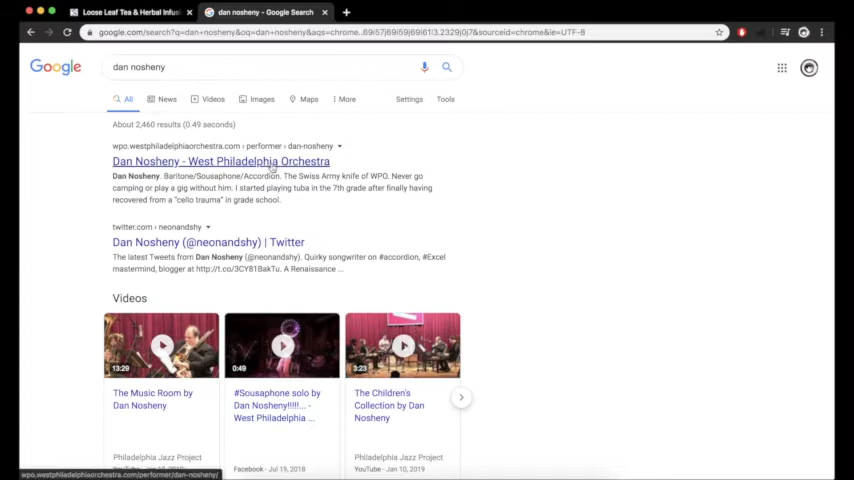 Loose Leaf Tea & Herbal Infusi
dan nosheny - Google Search
google.com/search?q=dan+nosheny&oq=dan+nosheny&aqs=chrome..69i57j69i59j69i61l3.2329j0j7&sourceid=chrome&ie=UTF-8
Google
dan nosheny
All News Videos Images Maps More Settings Tools
About 2,460 results (0.49 seconds)
wpo.westphiladelphiaorchestra.com › performer › dan-nosheny
Dan Nosheny - West Philadelphia Orchestra
Dan Nosheny. Baritone/Sousaphone/Accordion. The Swiss Army knife of WPO. Never go
camping or play a gig without him. I started playing tuba in the 7th grade after finally having
recovered from a "cello trauma" in grade school.
twitter.com › neonandshy
Dan Nosheny (@neonandshy) | Twitter
The latest Tweets from Dan Nosheny (@neonandshy). Quirky songwriter on #accordion, #Excel
mastermind, blogger at http://t.co/3CY81BakTu. A Renaissance ...
Videos
13:29
0:49
3:23
The Music Room by
Dan Nosheny
#Sousaphone solo by
Dan Nosheny!!!!!... -
West Philadelphia ...
The Children's
Collection by Dan
Nosheny
Philadelphia Jazz Project
Facebook - Jul 19, 2018
Philadelphia Jazz Project
YouTube - Jan 10, 2019
wpo.westphiladelphiaorchestra.com/performer/dan-nosheny/